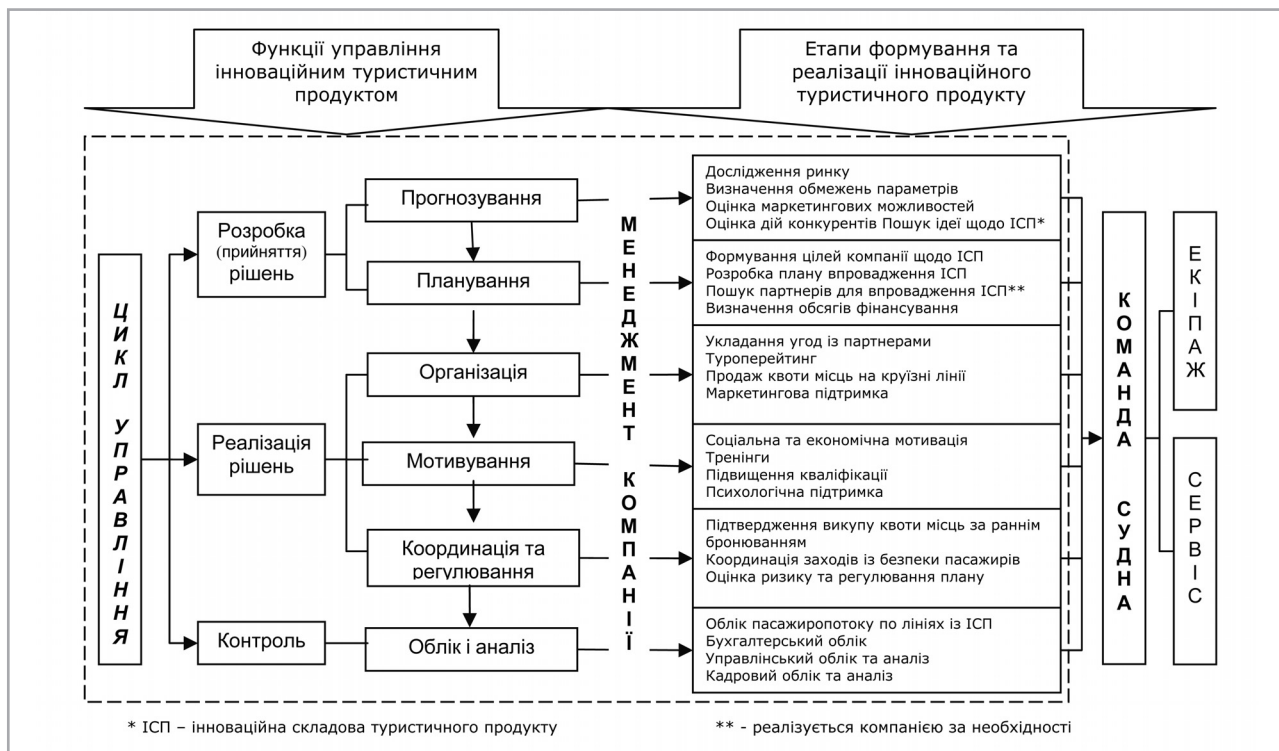 Функції управління
інноваційним туристичним
продуктом
Етапи формування та
реалізації інноваційного
туристичного продукту
ЦИКЛ УПРАВЛІННЯ
Розробка
(прийняття)
рішень
Реалізація
рішень
Контроль
Прогнозування
Планування
Організація
Мотивування
Координація та
регулювання
Облік і аналіз
МЕНЕДЖМЕНТ КОМПАНІЇ
Дослідження ринку
Визначення обмежень параметрів
Оцінка маркетингових можливостей
Оцінка дій конкурентів Пошук ідеї щодо ІСП*
Формування цілей компанії щодо ІСП
Розробка плану впровадження ІСП
Пошук партнерів для впровадження ІСП**
Визначення обсягів фінансування
Укладання угод із партнерами
Туроперейтинг
Продаж квоти місць на круїзні лінії
Маркетингова підтримка
Соціальна та економічна мотивація
Тренінги
Підвищення кваліфікації
Психологічна підтримка
Підтвердження викупу квоти місць за раннім
бронюванням
Координація заходів із безпеки пасажирів
Оцінка ризику та регулювання плану
Облік пасажиропотоку по лініях із ІСП
Бухгалтерський облік
Управлінський облік та аналіз
Кадровий облік та аналіз
КОМАНДА СУДНА
ЕКІПАЖ
СЕРВІС
* ІСП – інноваційна складова туристичного продукту
** - реалізується компанією за необхідності